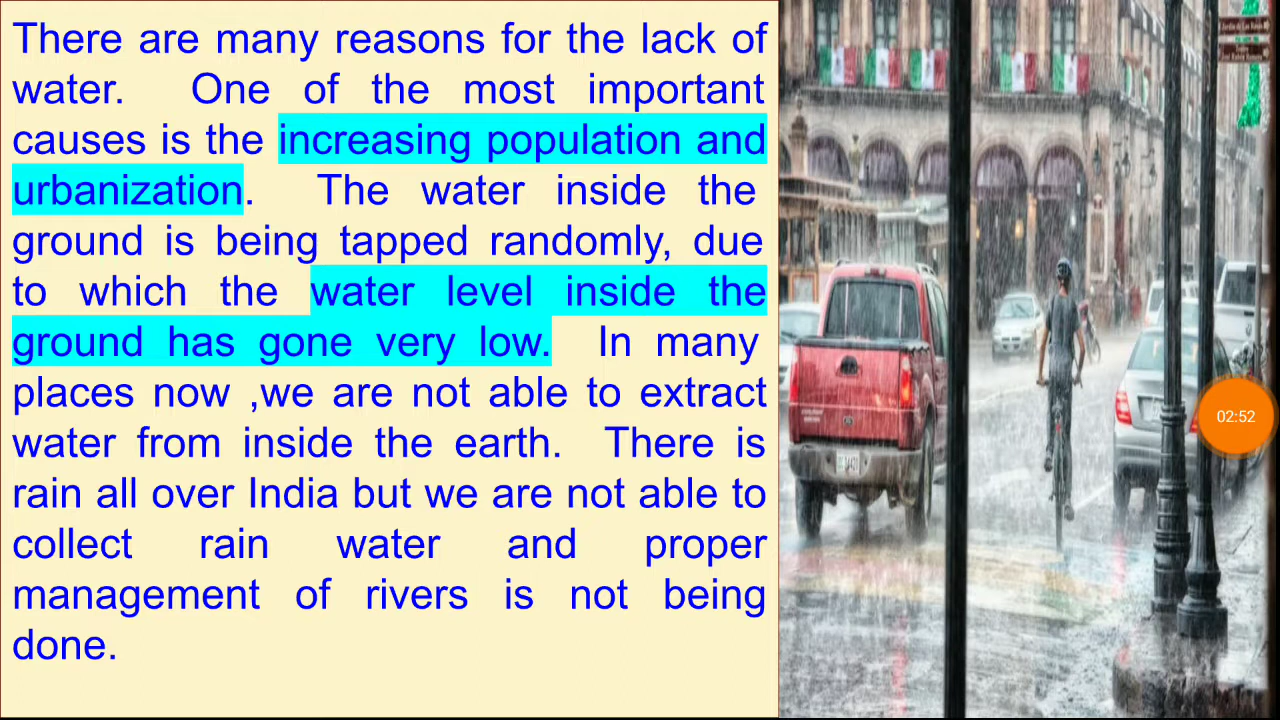 There are many reasons for the lack of
water. One of the most important
causes is the increasing population and
urbanization. The water inside the
ground is being tapped randomly, due
to which the water level inside the
ground has gone very low. In many
places now ,we are not able to extract
water from inside the earth. There is
rain all over India but we are not able to
collect rain water and proper
management of rivers is not being
done.
02:52